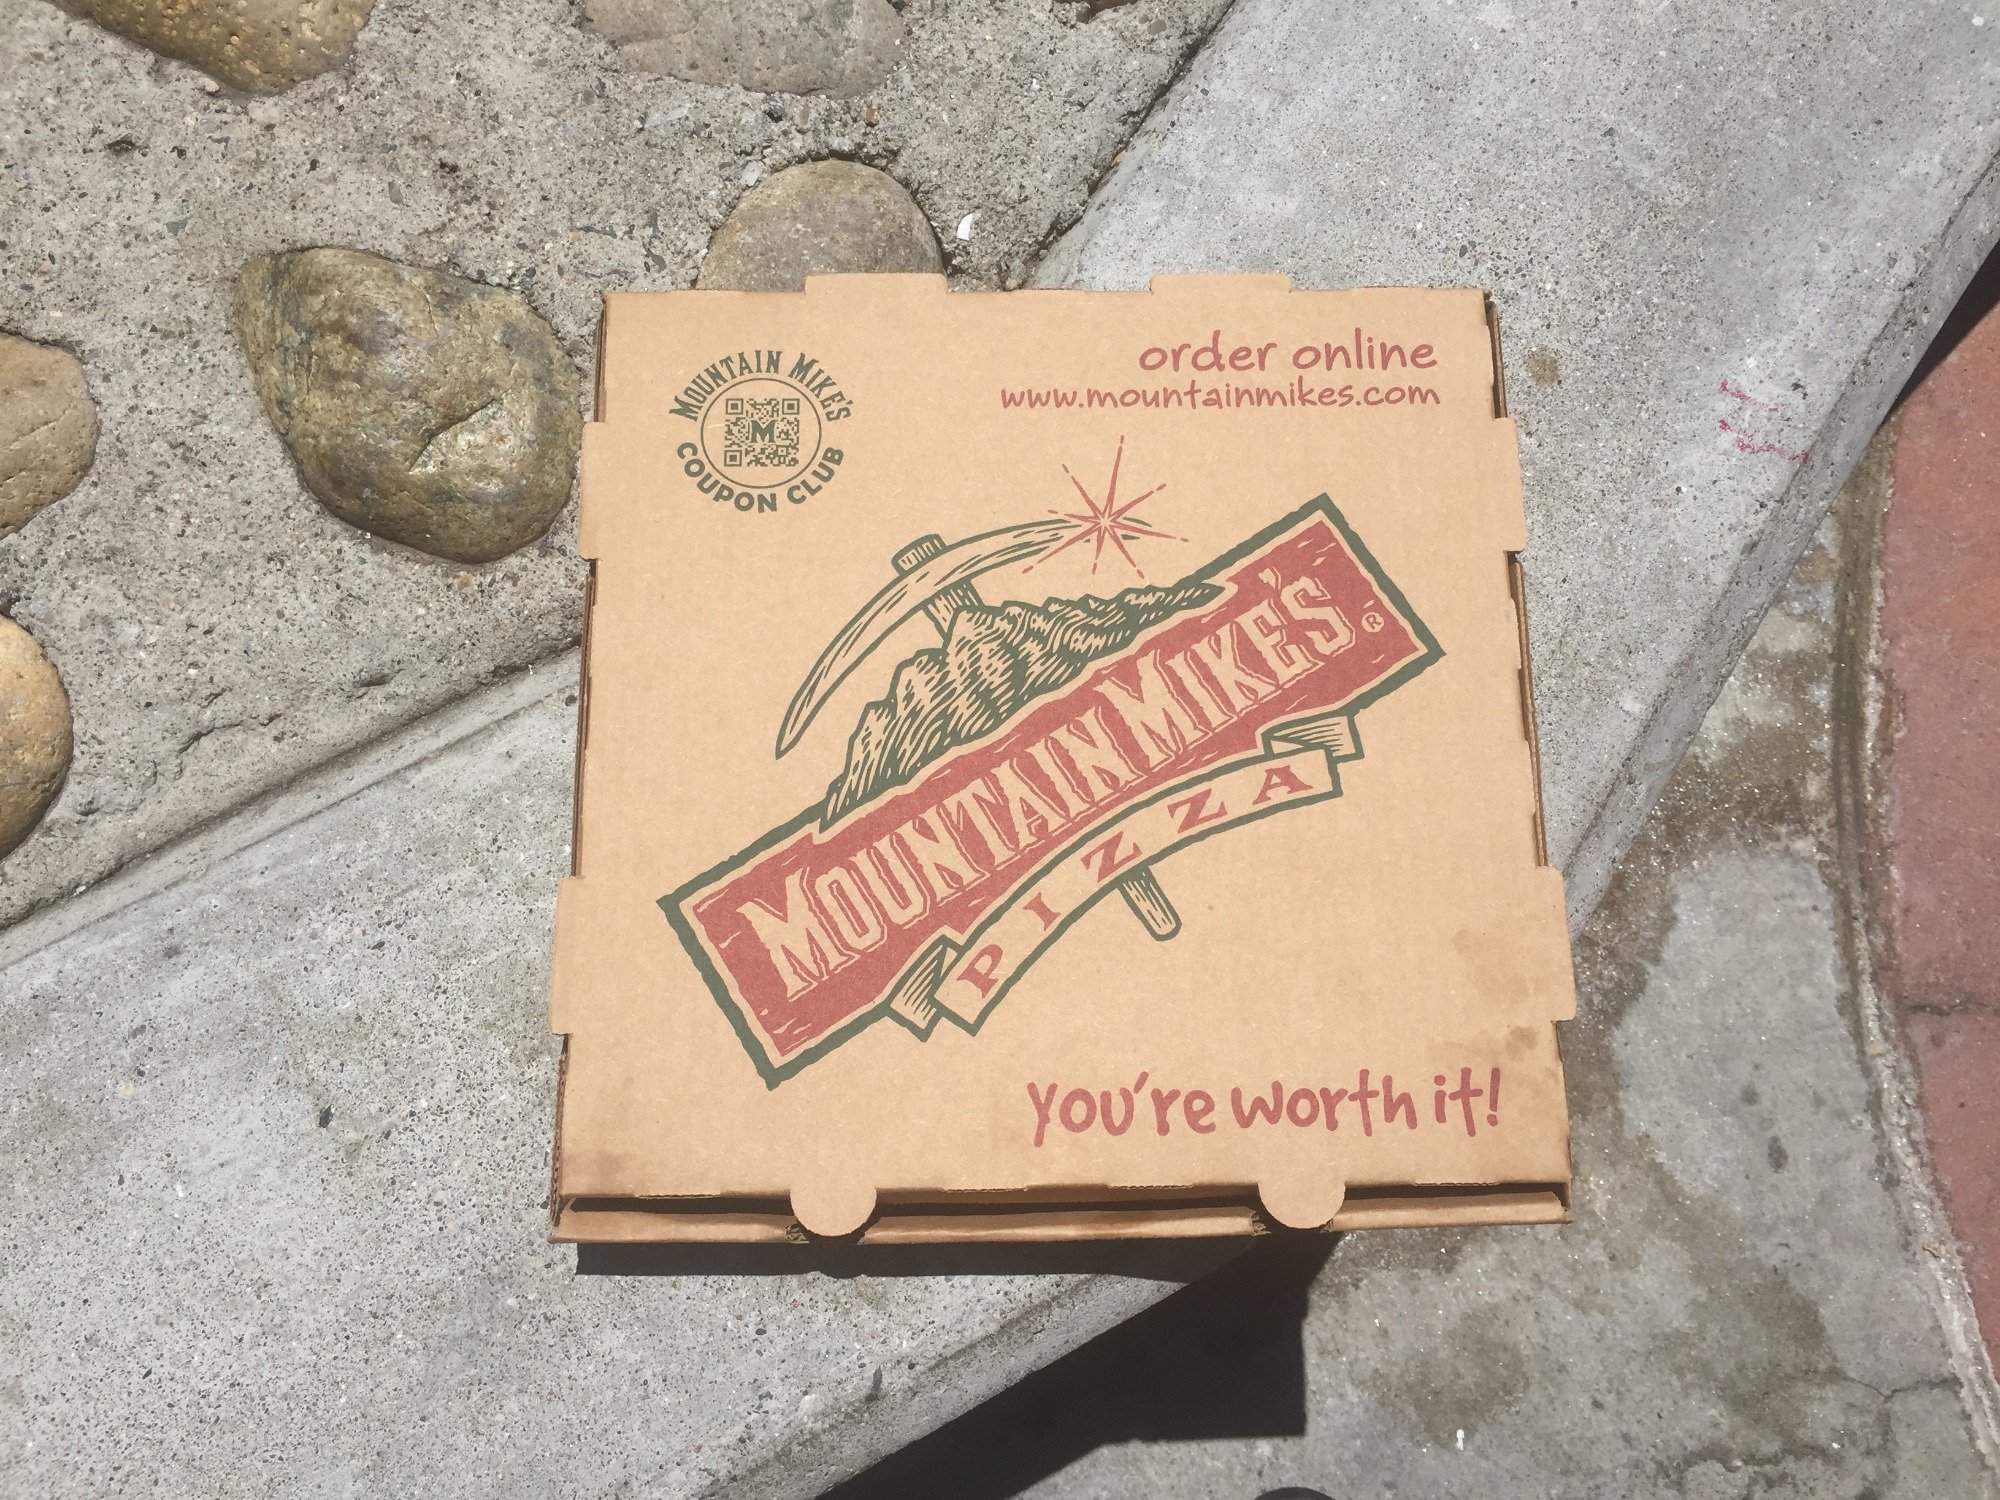 MOUNTAIN MIKE'S
M
COUPON CLUB
order online
www.mountainmikes.com
MOUNTAIN MIKE'S®
PIZZA
you're worth it!